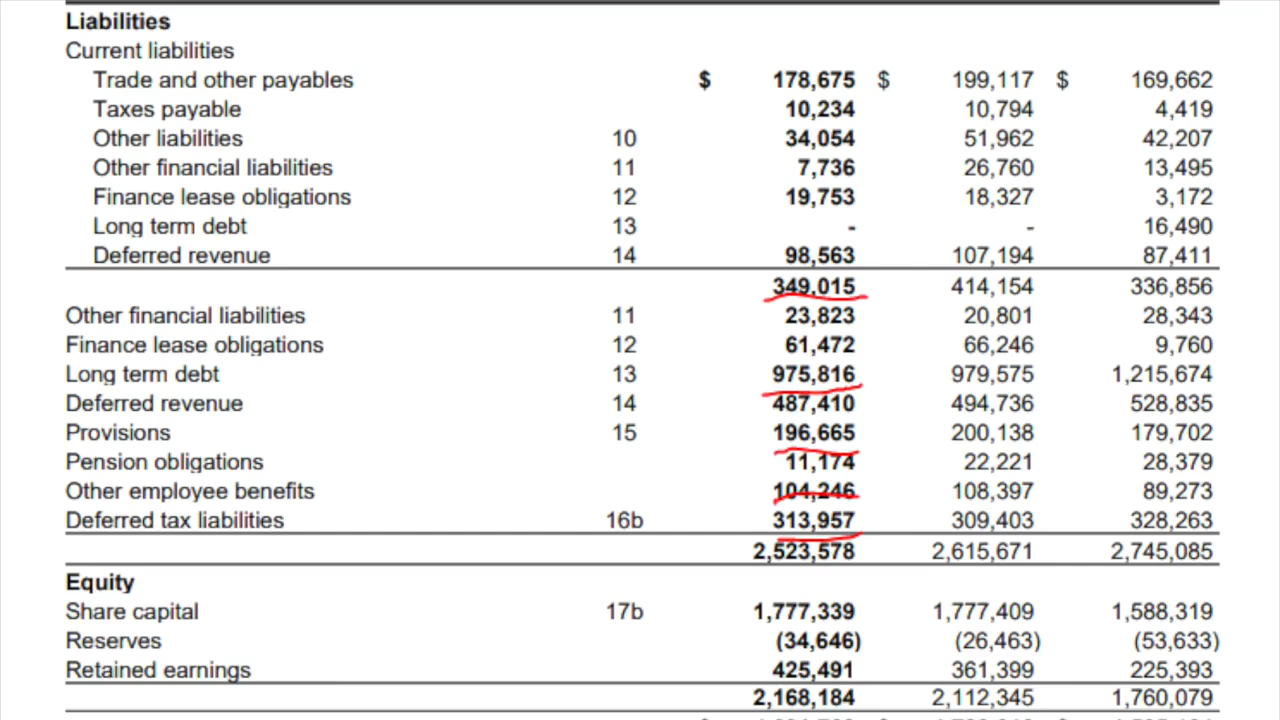 Liabilities
Current liabilities
Trade and other payables $ 178,675 $ 199,117 $ 169,662
Taxes payable 10,234 10,794 4,419
Other liabilities 10 34,054 51,962 42,207
Other financial liabilities 11 7,736 26,760 13,495
Finance lease obligations 12 19,753 18,327 3,172
Long term debt 13 - - 16,490
Deferred revenue 14 98,563 107,194 87,411
349,015 414,154 336,856
Other financial liabilities 11 23,823 20,801 28,343
Finance lease obligations 12 61,472 66,246 9,760
Long term debt 13 975,816 979,575 1,215,674
Deferred revenue 14 487,410 494,736 528,835
Provisions 15 196,665 200,138 179,702
Pension obligations 11,174 22,221 28,379
Other employee benefits 104,246 108,397 89,273
Deferred tax liabilities 16b 313,957 309,403 328,263
2,523,578 2,615,671 2,745,085
Equity
Share capital 17b 1,777,339 1,777,409 1,588,319
Reserves (34,646) (26,463) (53,633)
Retained earnings 425,491 361,399 225,393
2,168,184 2,112,345 1,760,079